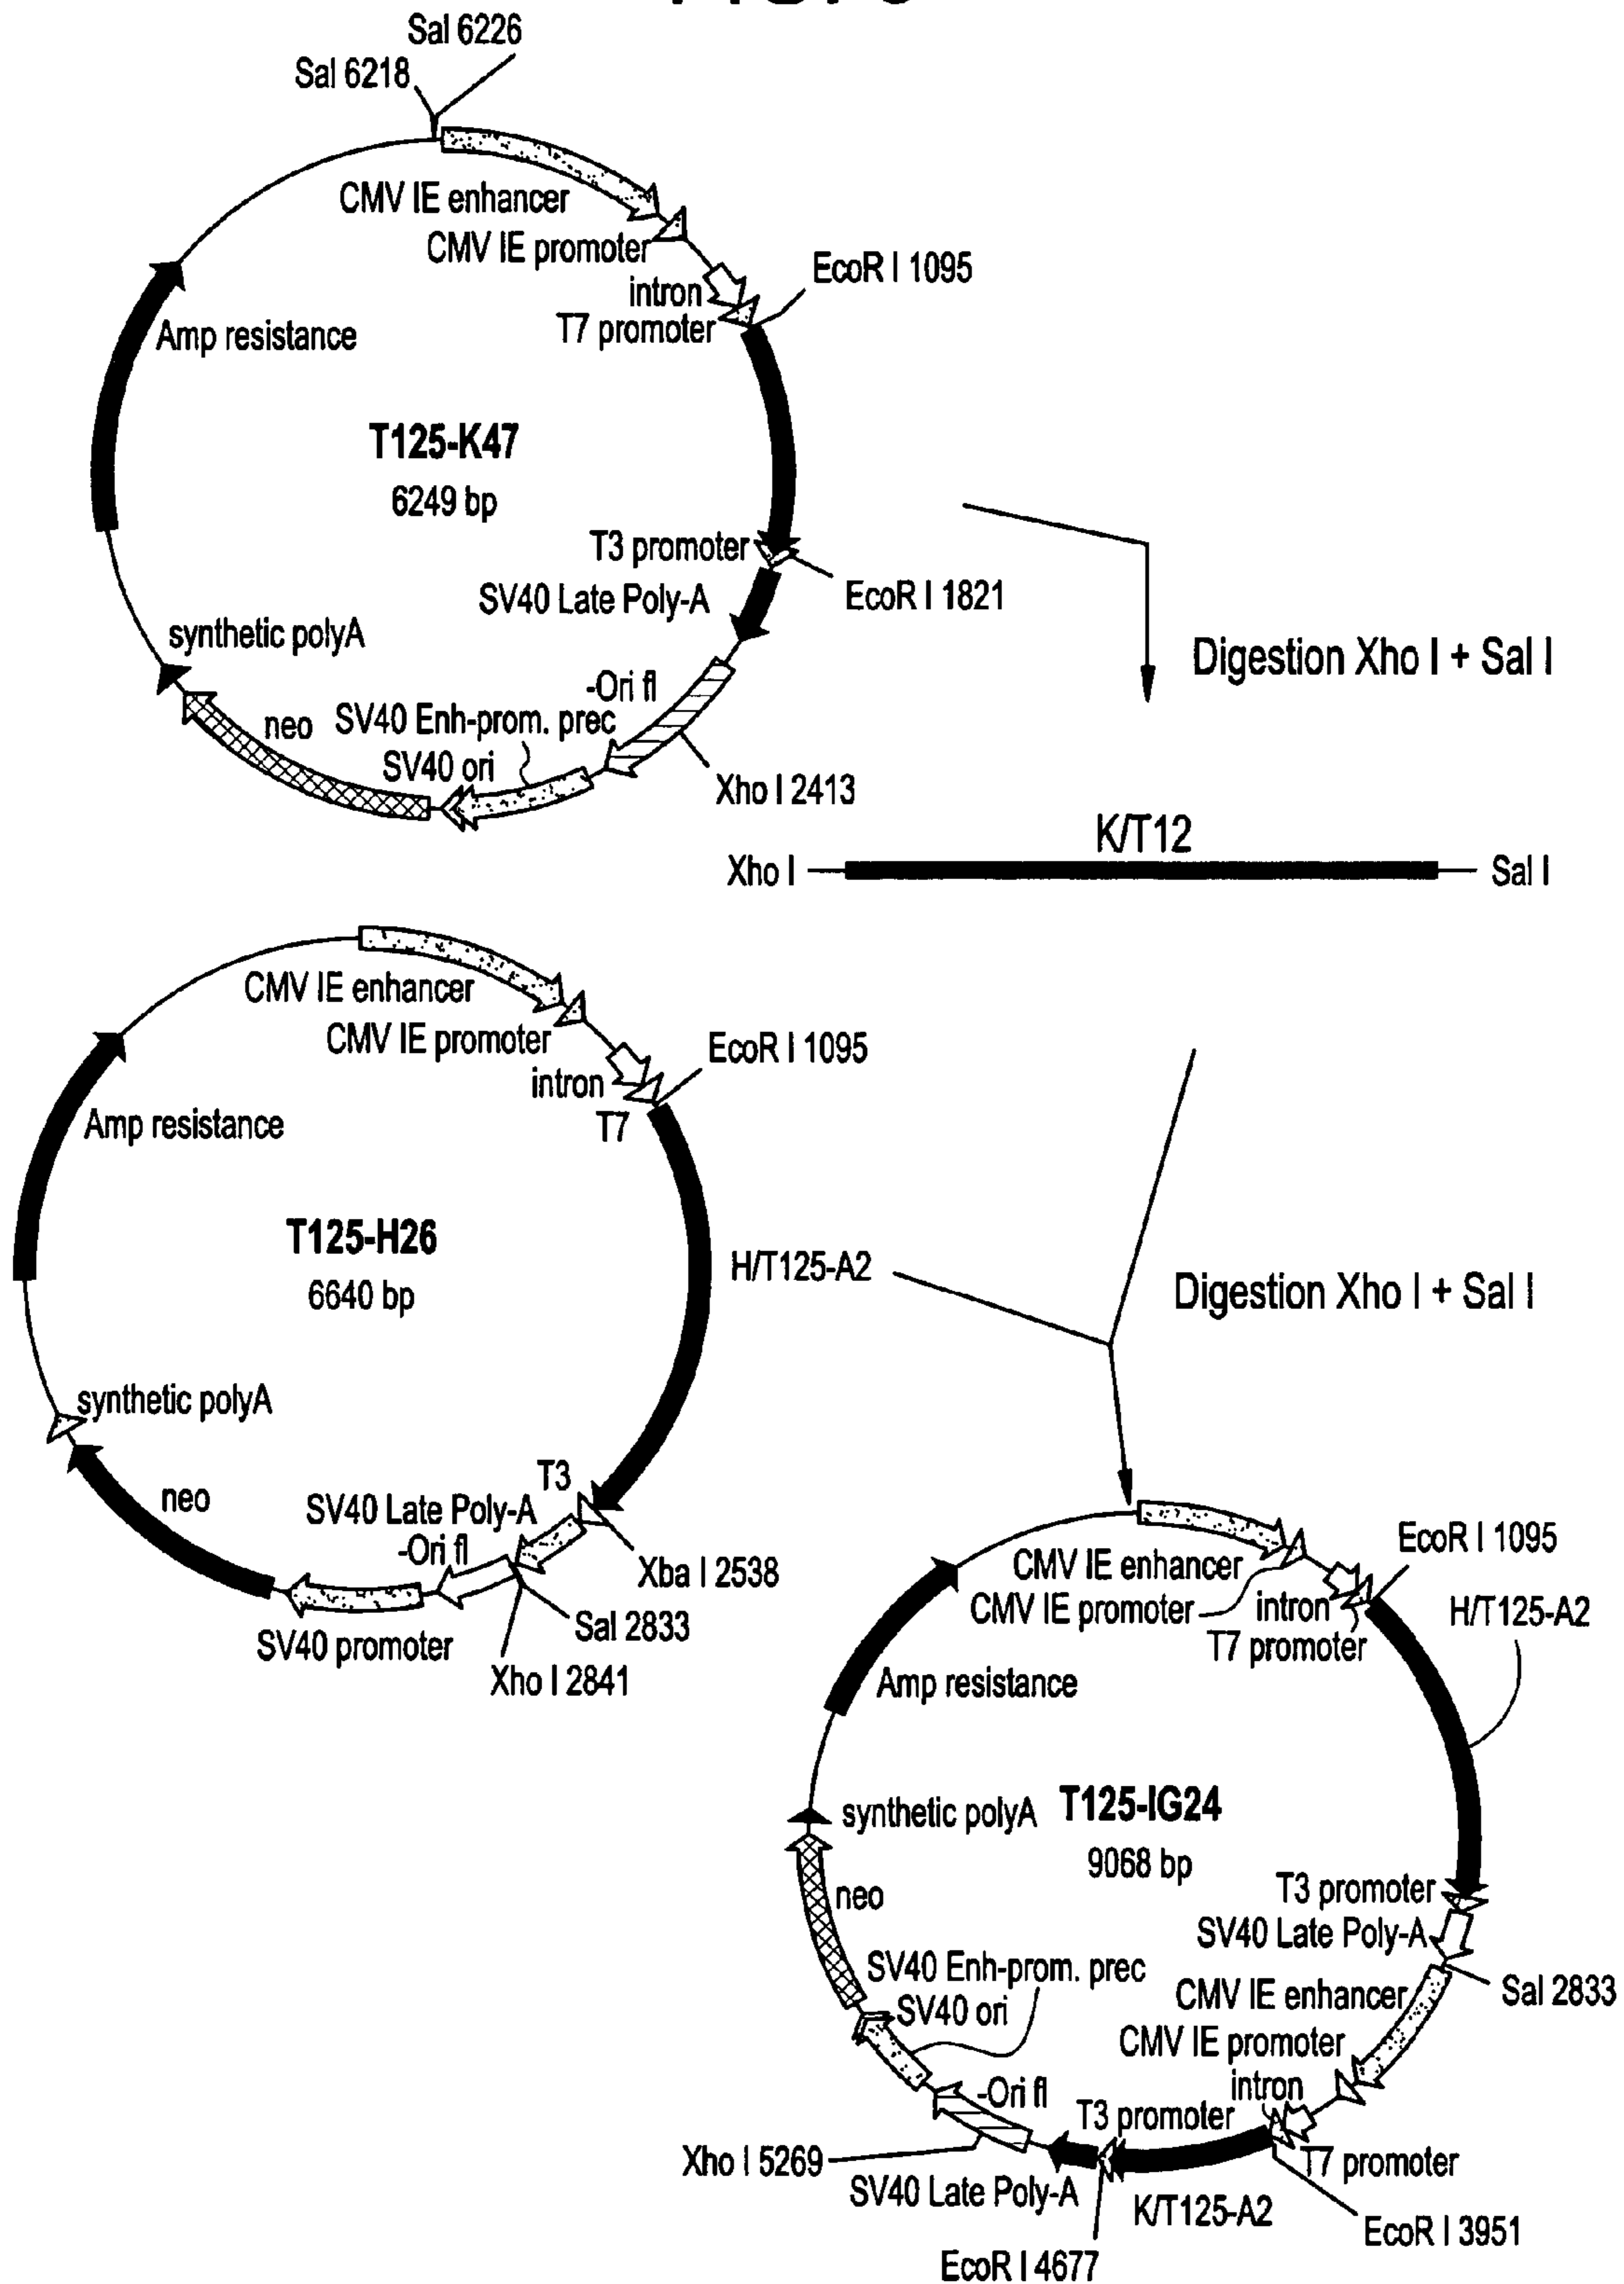 Sal 6226
Sal 6218
CMV IE enhancer
CMV IE promoter
EcoR I 1095
intron
T7 promoter
Amp resistance
T125-K47
6249 bp
T3 promoter
EcoR I 1821
SV40 Late Poly-A
synthetic polyA
Digestion Xho I + Sal I
-Ori fl
neo
SV40 Enh-prom. prec
SV40 ori
Xho I 2413
K/T12
Xho I
Sal I
CMV IE enhancer
CMV IE promoter
EcoR I 1095
intron
T7
Amp resistance
T125-H26
6640 bp
H/T125-A2
Digestion Xho I + Sal I
synthetic polyA
T3
neo
SV40 Late Poly-A
-Ori fl
Xba I 2538
Sal 2833
SV40 promoter
Xho I 2841
EcoR I 1095
CMV IE enhancer
CMV IE promoter
intron
H/T125-A2
T7 promoter
Amp resistance
T125-IG24
9068 bp
synthetic polyA
neo
T3 promoter
SV40 Late Poly-A
SV40 Enh-prom. prec
SV40 ori
CMV IE enhancer
Sal 2833
CMV IE promoter
intron
-Ori fl
T3 promoter
Xho I 5269
T7 promoter
SV40 Late Poly-A
K/T125-A2
EcoR I 3951
EcoR I 4677